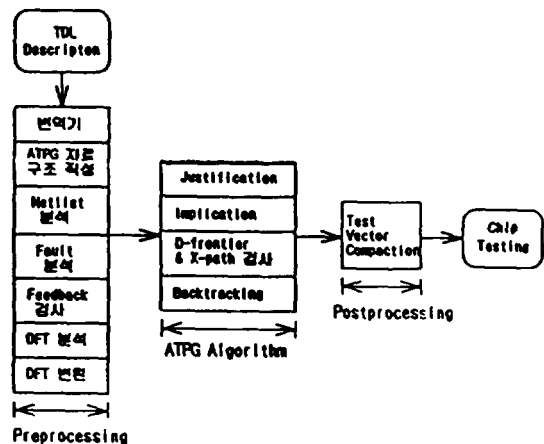 TDL
Descripton
번역기
ATPG 자료
구조 작성
Netlist
분석
Fault
분석
Feedback
검사
DFT 분석
DFT 변환
Preprocessing
Justification
Implication
D-frontier
& X-path 검사
Backtracking
ATPG Algorithm
Test
Vector
Compaction
Postprocessing
Chip
Testing